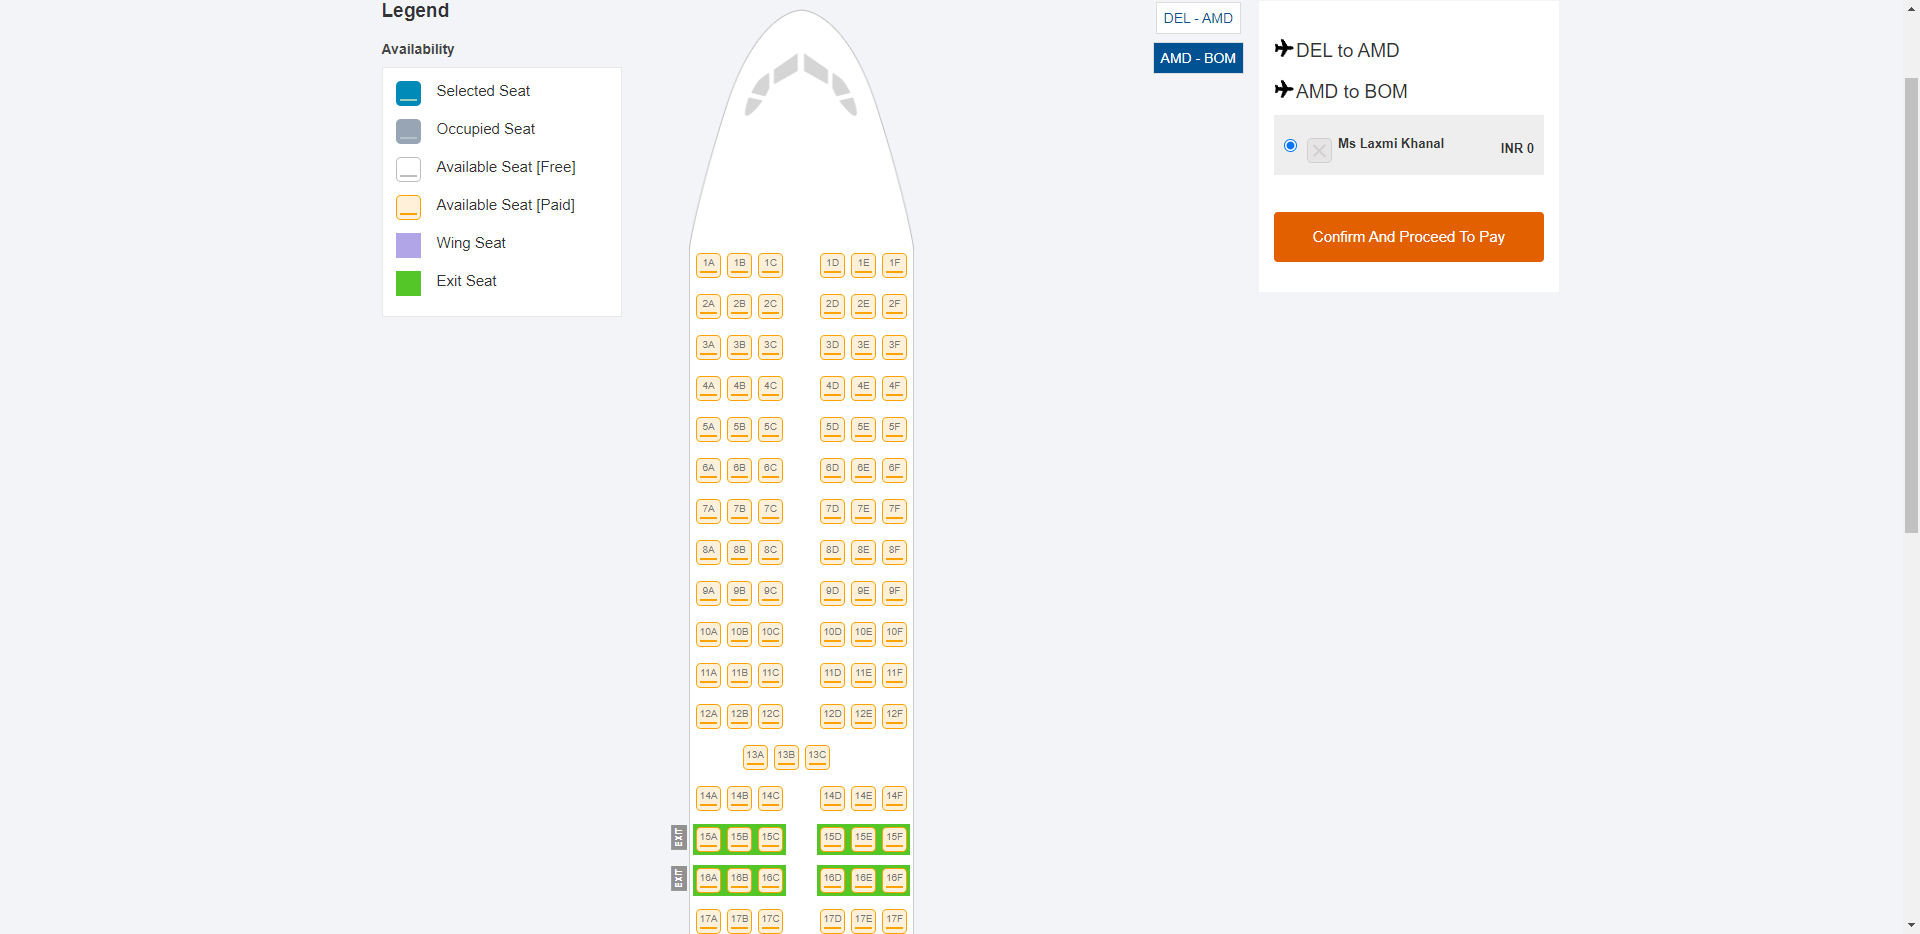 Legend
Availability
Selected Seat
Occupied Seat
Available Seat [Free]
Available Seat [Paid]
Wing Seat
Exit Seat
1A 1B 1C 1D 1E 1F
2A 2B 2C 2D 2E 2F
3A 3B 3C 3D 3E 3F
4A 4B 4C 4D 4E 4F
5A 5B 5C 5D 5E 5F
6A 6B 6C 6D 6E 6F
7A 7B 7C 7D 7E 7F
8A 8B 8C 8D 8E 8F
9A 9B 9C 9D 9E 9F
10A 10B 10C 10D 10E 10F
11A 11B 11C 11D 11E 11F
12A 12B 12C 12D 12E 12F
13A 13B 13C
14A 14B 14C 14D 14E 14F
EXIT 15A 15B 15C 15D 15E 15F
EXIT 16A 16B 16C 16D 16E 16F
17A 17B 17C 17D 17E 17F
DEL - AMD
AMD - BOM
DEL to AMD
AMD to BOM
Ms Laxmi Khanal INR 0
Confirm And Proceed To Pay